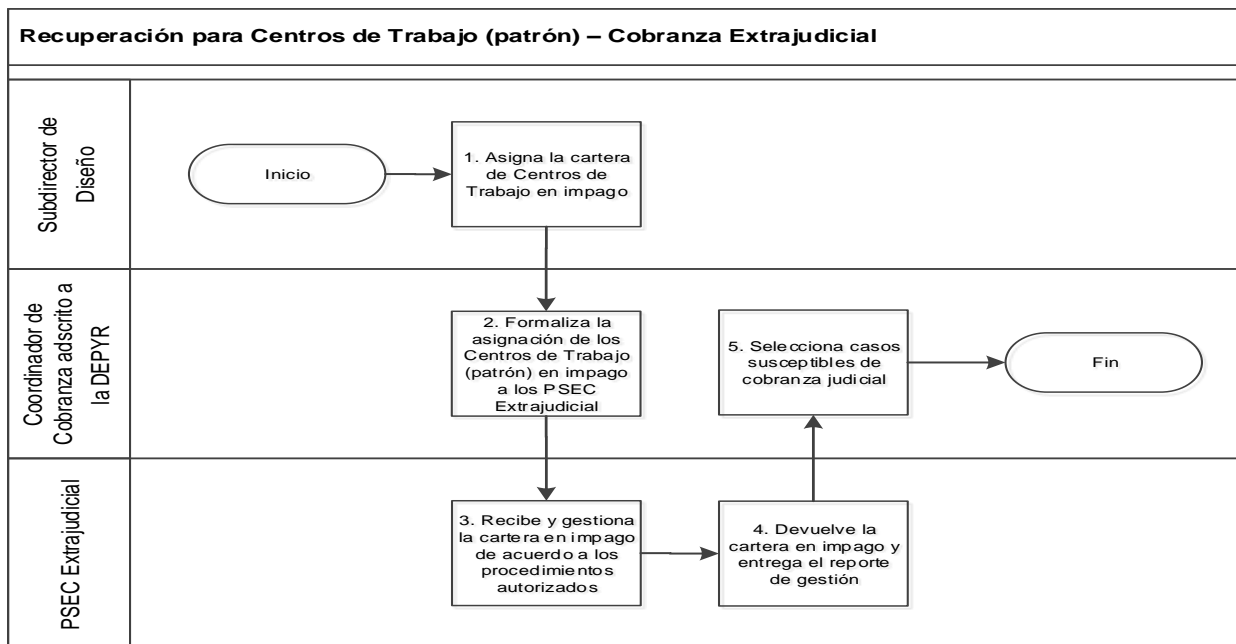 Recuperación para Centros de Trabajo (patrón) – Cobranza Extrajudicial
Subdirector de
Diseño
Inicio
1. Asigna la cartera
de Centros de
Trabajo en impago
Coordinador de
Cobranza adscrito a
la DEPYR
2. Formaliza la
asignación de los
Centros de Trabajo
(patrón) en impago
a los PSEC
Extrajudicial
5. Selecciona casos
susceptibles de
cobranza judicial
Fin
PSEC Extrajudicial
3. Recibe y gestiona
la cartera en impago
de acuerdo a los
procedimientos
autorizados
4. Devuelve la
cartera en impago y
entrega el reporte
de gestión